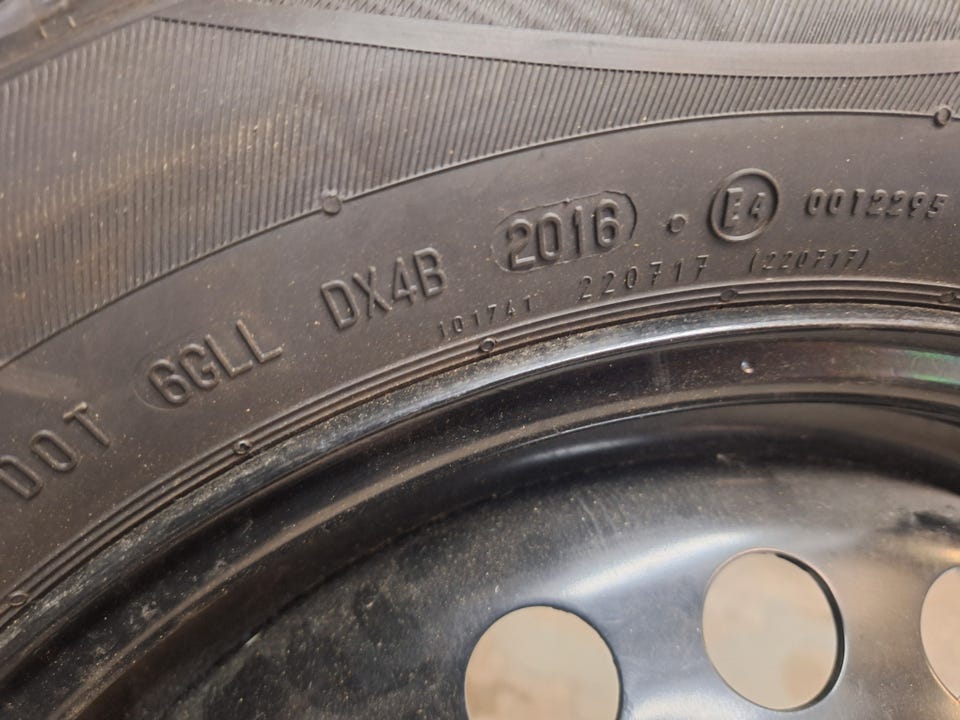 DOT 6GLL DX4B 2016 E4 0012295
101741 220717 (220717)